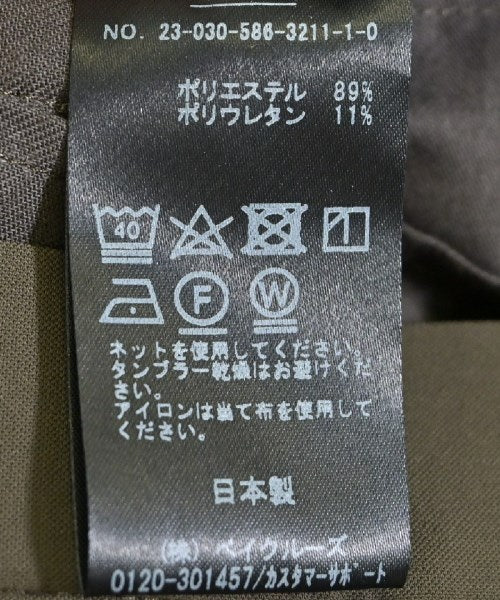 NO. 23-030-586-3211-1-0
ポリエステル 89%
ポリウレタン 11%
40
F W
ネットを使用してください。
タンブラー乾燥はお避けくだ
さい。
アイロンは当て布を使用して
ください。
日本製
(株) ベイクルーズ
0120-301457/カスタマーサポート